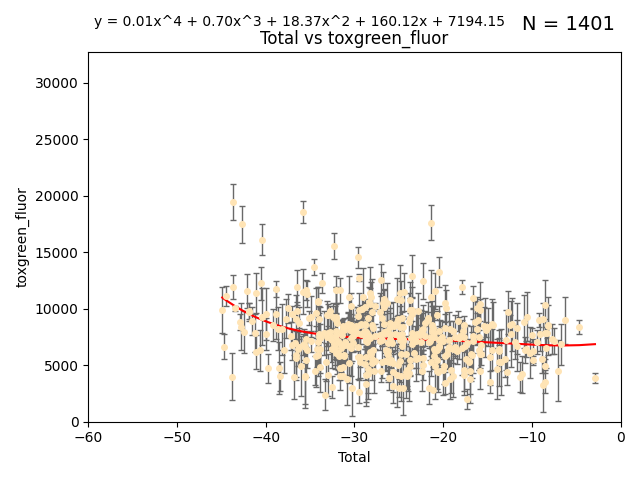 y = 0.01x^4 + 0.70x^3 + 18.37x^2 + 160.12x + 7194.15
N = 1401
Total vs toxgreen_fluor
30000
25000
20000
15000
10000
5000
0
toxgreen_fluor
−60
−50
−40
−30
−20
−10
0
Total